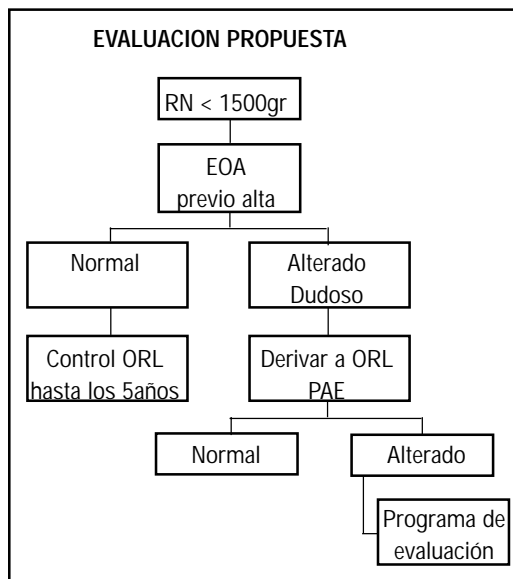 EVALUACION PROPUESTA
RN < 1500gr
EOA
previo alta
Normal
Alterado
Dudoso
Control ORL
hasta los 5años
Derivar a ORL
PAE
Normal
Alterado
Programa de
evaluación